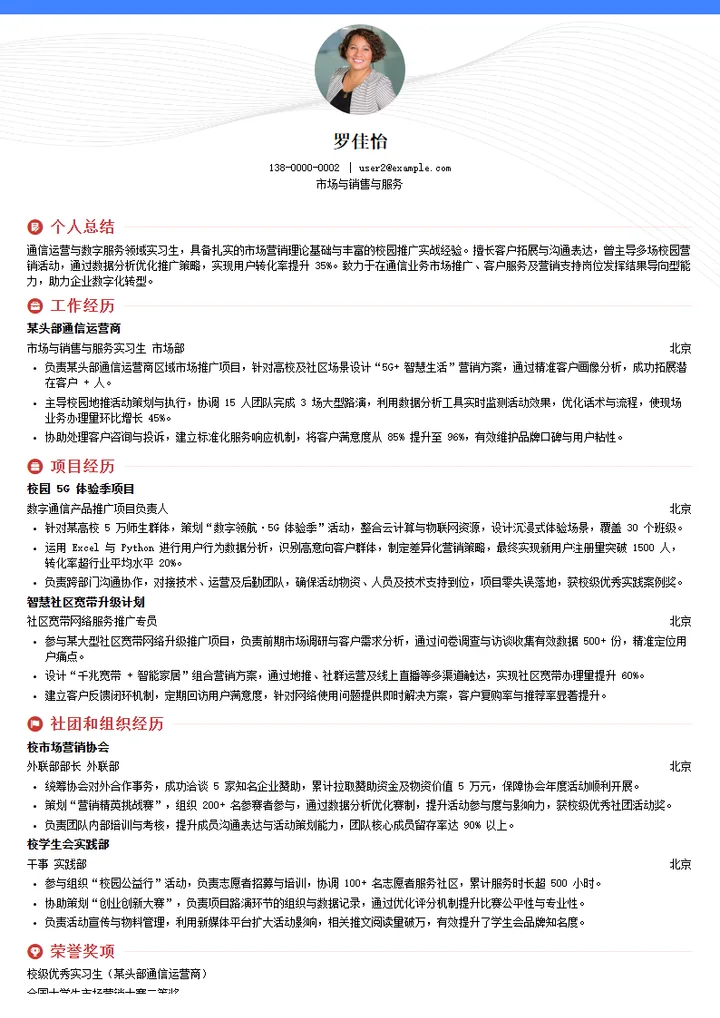 罗佳怡
138-0000-0002 | user2@example.com
市场与销售与服务
个人总结
通信运营与数字服务领域实习生，具备扎实的市场营销理论基础与丰富的校园推广实战经验。擅长客户拓展与沟通表达，曾主导多场校园营
销活动，通过数据分析优化推广策略，实现用户转化率提升 35%。致力于在通信业务市场推广、客户服务及营销支持岗位发挥结果导向型能
力，助力企业数字化转型。
工作经历
某头部通信运营商
市场与销售与服务实习生 市场部 北京
• 负责某头部通信运营商区域市场推广项目，针对高校及社区场景设计“5G+ 智慧生活”营销方案，通过精准客户画像分析，成功拓展潜
在客户 + 人。
• 主导校园地推活动策划与执行，协调 15 人团队完成 3 场大型路演，利用数据分析工具实时监测活动效果，优化话术与流程，使现场
业务办理量环比增长 45%。
• 协助处理客户咨询与投诉，建立标准化服务响应机制，将客户满意度从 85% 提升至 96%，有效维护品牌口碑与用户粘性。
项目经历
校园 5G 体验季项目
数字通信产品推广项目负责人 北京
• 针对某高校 5 万师生群体，策划“数字领航·5G 体验季”活动，整合云计算与物联网资源，设计沉浸式体验场景，覆盖 30 个班级。
• 运用 Excel 与 Python 进行用户行为数据分析，识别高意向客户群体，制定差异化营销策略，最终实现新用户注册量突破 1500 人，
转化率超行业平均水平 20%。
• 负责跨部门沟通协作，对接技术、运营及后勤团队，确保活动物资、人员及技术支持到位，项目零失误落地，获校级优秀实践案例奖。
智慧社区宽带升级计划
社区宽带网络服务推广专员 北京
• 参与某大型社区宽带网络升级推广项目，负责前期市场调研与客户需求分析，通过问卷调查与访谈收集有效数据 500+ 份，精准定位用
户痛点。
• 设计“千兆宽带 + 智能家居”组合营销方案，通过地推、社群运营及线上直播等多渠道触达，实现社区宽带办理量提升 60%。
• 建立客户反馈闭环机制，定期回访用户满意度，针对网络使用问题提供即时解决方案，客户复购率与推荐率显著提升。
社团和组织经历
校市场营销协会
外联部部长 外联部 北京
• 统筹协会对外合作事务，成功洽谈 5 家知名企业赞助，累计拉取赞助资金及物资价值 5 万元，保障协会年度活动顺利开展。
• 策划“营销精英挑战赛”，组织 200+ 名参赛者参与，通过数据分析优化赛制，提升活动参与度与影响力，获校级优秀社团活动奖。
• 负责团队内部培训与考核，提升成员沟通表达与活动策划能力，团队核心成员留存率达 90% 以上。
校学生会实践部
干事 实践部 北京
• 参与组织“校园公益行”活动，负责志愿者招募与培训，协调 100+ 名志愿者服务社区，累计服务时长超 500 小时。
• 协助策划“创业创新大赛”，负责项目路演环节的组织与数据记录，通过优化评分机制提升比赛公平性与专业性。
• 负责活动宣传与物料管理，利用新媒体平台扩大活动影响，相关推文阅读量破万，有效提升了学生会品牌知名度。
荣誉奖项
校级优秀实习生（某头部通信运营商）